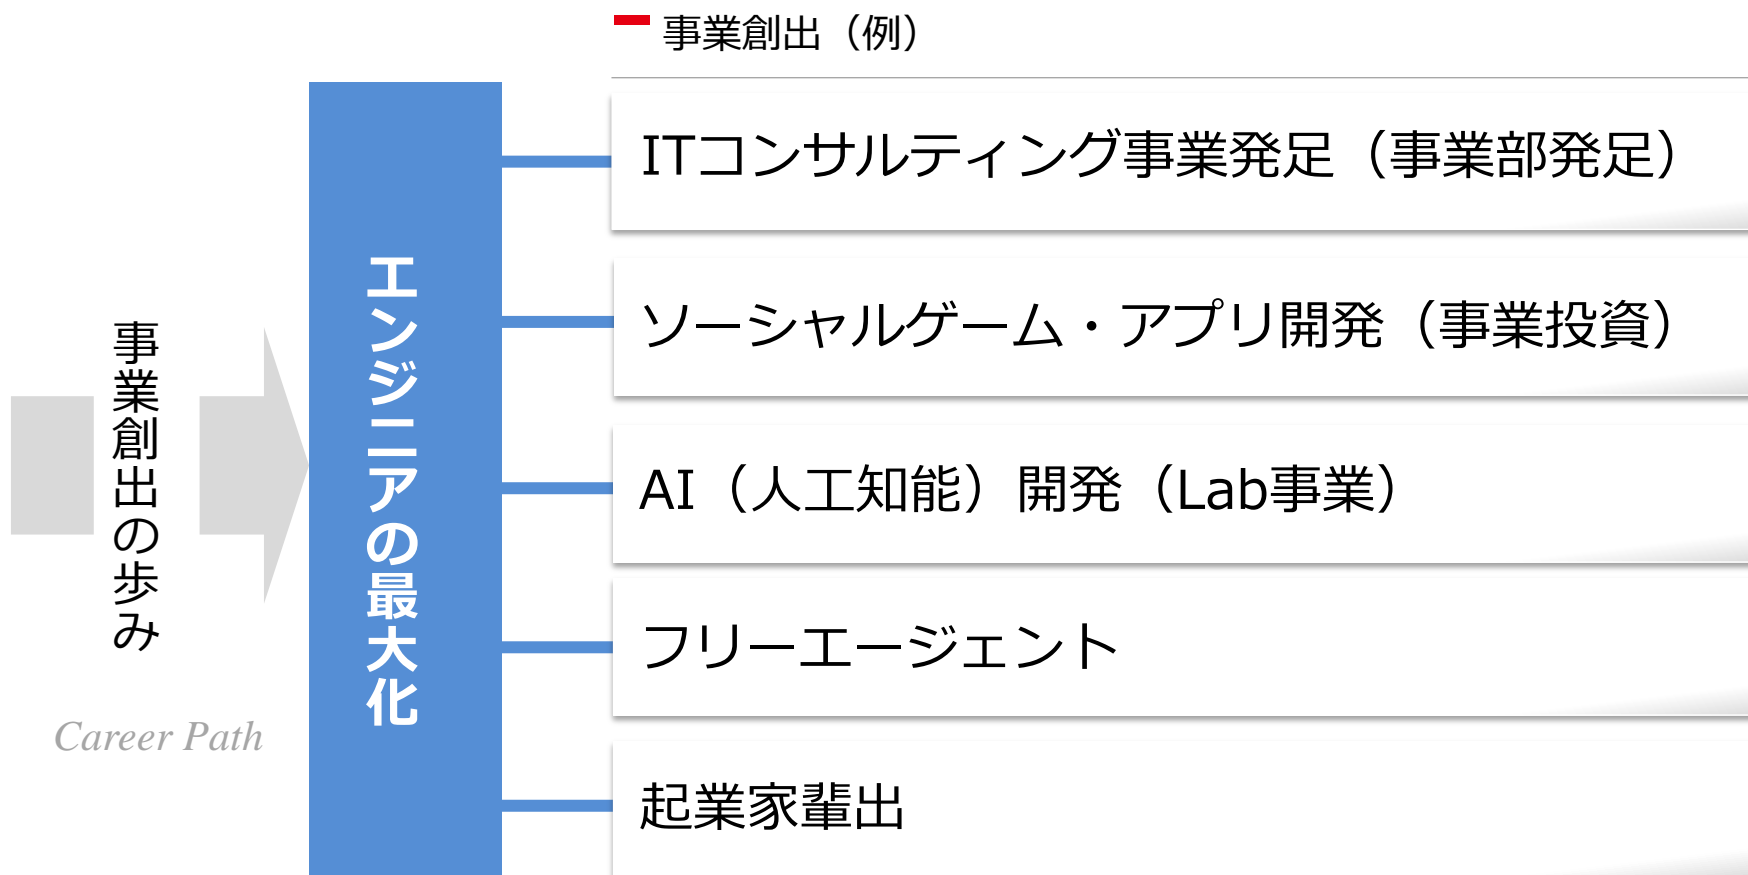 事業創出（例）
事業創出の歩み
Career Path
エンジニアの最大化
ITコンサルティング事業発足（事業部発足）
ソーシャルゲーム・アプリ開発（事業投資）
AI（人工知能）開発（Lab事業）
フリーエージェント
起業家輩出